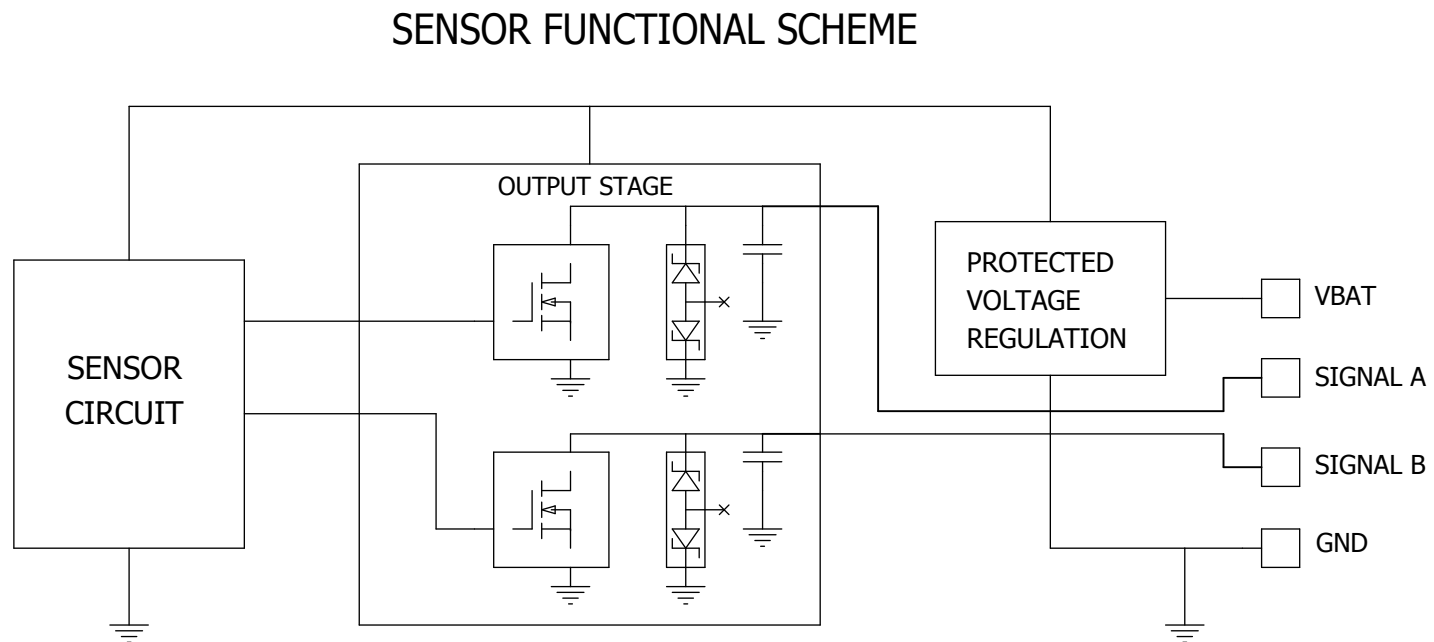 SENSOR FUNCTIONAL SCHEME
OUTPUT STAGE
SENSOR
CIRCUIT
PROTECTED
VOLTAGE
REGULATION
VBAT
SIGNAL A
SIGNAL B
GND